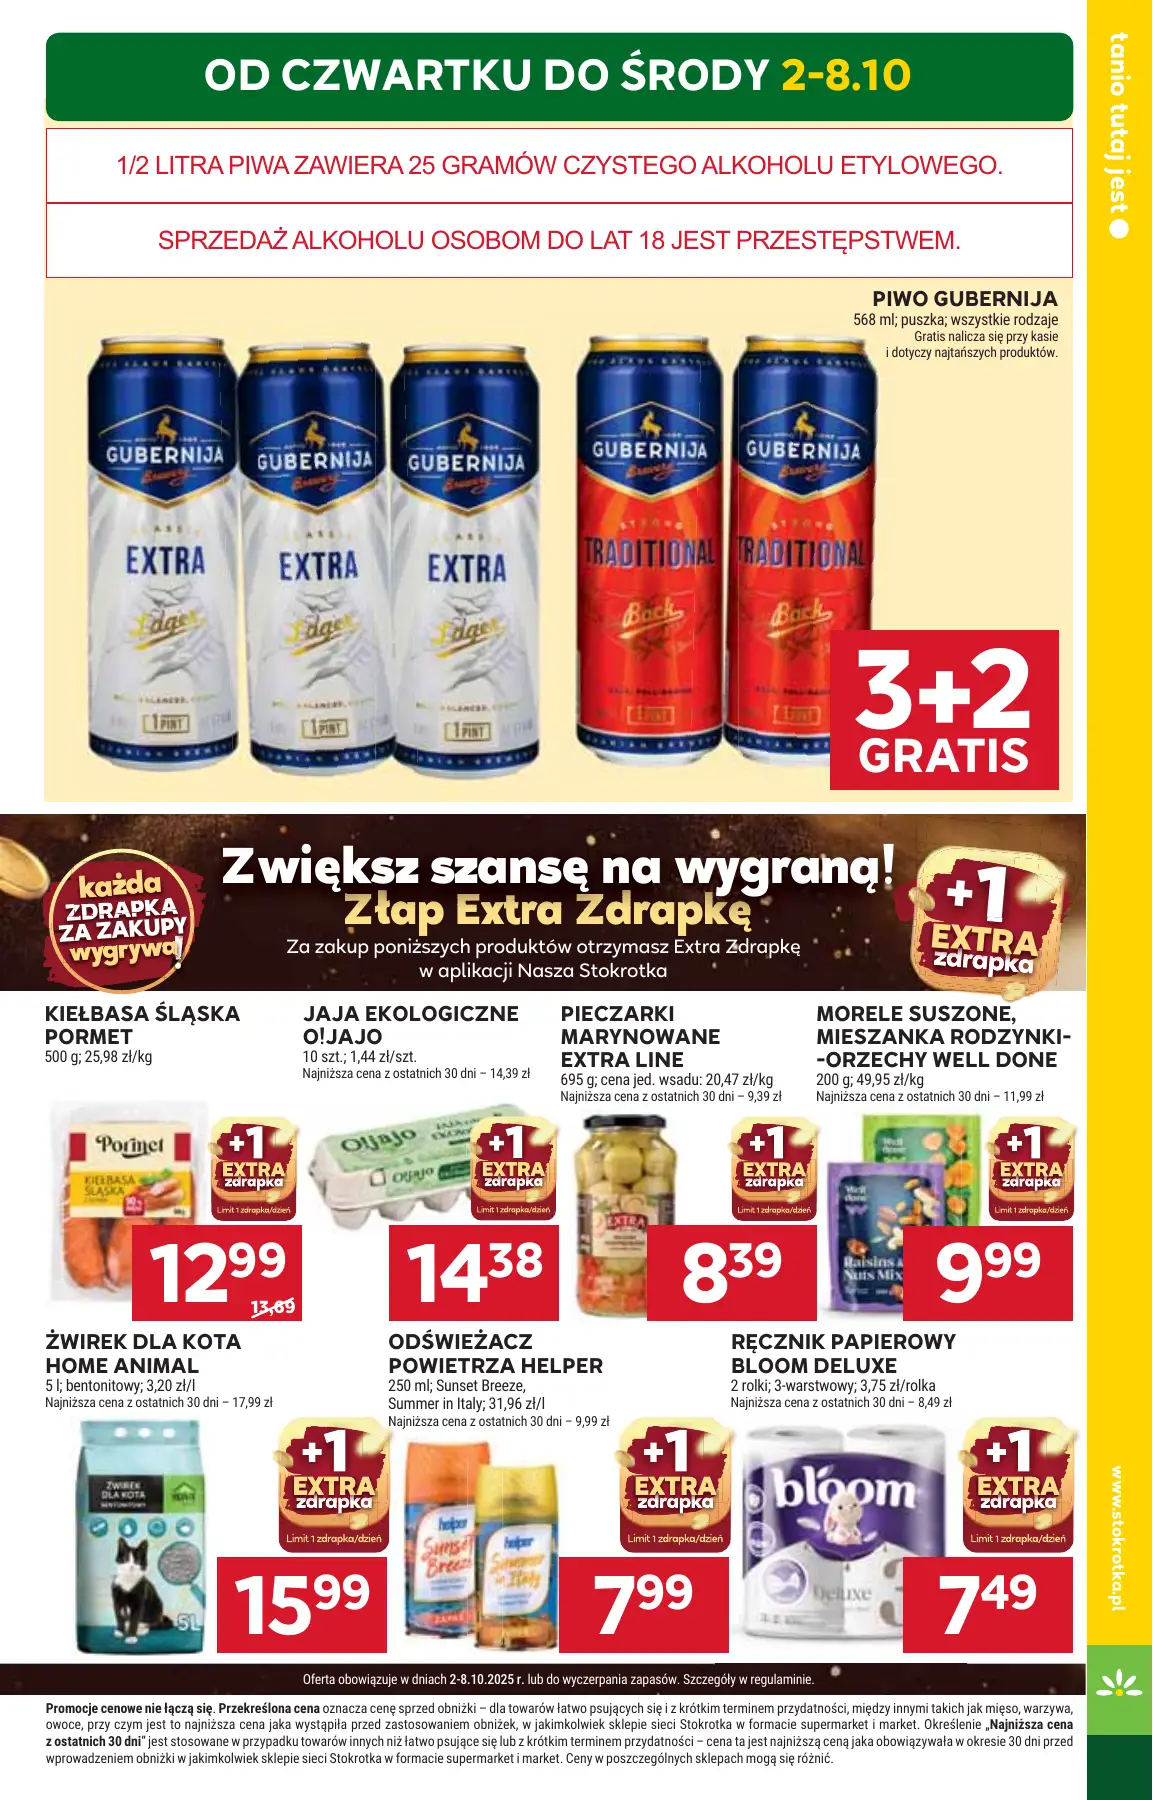 OD CZWARTKU DO ŚRODY 2-8.10
tanio tutaj jest
1/2 LITRA PIWA ZAWIERA 25 GRAMÓW CZYSTEGO ALKOHOLU ETYLOWEGO.
SPRZEDAŻ ALKOHOLU OSOBOM DO LAT 18 JEST PRZESTĘPSTWEM.
PIWO GUBERNIJA
568 ml; puszka; wszystkie rodzaje
Gratis nalicza się przy kasie
i dotyczy najtańszych produktów.
GUBERNIJA
Brewery
EXTRA
Lager
1 PINT
GUBERNIJA
Brewery
EXTRA
Lager
1 PINT
GUBERNIJA
Brewery
EXTRA
Lager
1 PINT
GUBERNIJA
Brewery
STRONG
TRADITIONAL
Bock
1 PINT
GUBERNIJA
Brewery
TRADITIONAL
Bock
3+2
GRATIS
każda
ZDRAPKA
ZA ZAKUPY
wygrywa!
Zwiększ szansę na wygraną!
Złap Extra Zdrapkę
Za zakup poniższych produktów otrzymasz Extra Zdrapkę
w aplikacji Nasza Stokrotka
+1
EXTRA
zdrapka
KIEŁBASA ŚLĄSKA
PORMET
500 g; 25,98 zł/kg
Pormet
KIEŁBASA
ŚLĄSKA
+1
EXTRA
zdrapka
Limit 1 zdrapka/dzień
12 99
13,69
JAJA EKOLOGICZNE
O!JAJO
10 szt.; 1,44 zł/szt.
Najniższa cena z ostatnich 30 dni – 14,39 zł
O!jajo
O!jajo
+1
EXTRA
zdrapka
Limit 1 zdrapka/dzień
14 38
PIECZARKI
MARYNOWANE
EXTRA LINE
695 g; cena jed. wsadu: 20,47 zł/kg
Najniższa cena z ostatnich 30 dni – 9,39 zł
EXTRA
+1
EXTRA
zdrapka
Limit 1 zdrapka/dzień
8 39
MORELE SUSZONE,
MIESZANKA RODZYNKI-
-ORZECHY WELL DONE
200 g; 49,95 zł/kg
Najniższa cena z ostatnich 30 dni – 11,99 zł
Well done
Well done
Raisins &
Nuts Mix
+1
EXTRA
zdrapka
Limit 1 zdrapka/dzień
9 99
ŻWIREK DLA KOTA
HOME ANIMAL
5 l; bentonitowy; 3,20 zł/l
Najniższa cena z ostatnich 30 dni – 17,99 zł
ŻWIREK
DLA KOTA
BENTONITOWY
5L
+1
EXTRA
zdrapka
Limit 1 zdrapka/dzień
15 99
ODŚWIEŻACZ
POWIETRZA HELPER
250 ml; Sunset Breeze,
Summer in Italy; 31,96 zł/l
Najniższa cena z ostatnich 30 dni – 9,99 zł
helper
Sunset
Breeze
ZAPAS
helper
Summer
in Italy
+1
EXTRA
zdrapka
Limit 1 zdrapka/dzień
7 99
RĘCZNIK PAPIEROWY
BLOOM DELUXE
2 rolki; 3-warstwowy; 3,75 zł/rolka
Najniższa cena z ostatnich 30 dni – 8,49 zł
bloom
Deluxe
+1
EXTRA
zdrapka
Limit 1 zdrapka/dzień
7 49
www.stokrotka.pl
Oferta obowiązuje w dniach 2-8.10.2025 r. lub do wyczerpania zapasów. Szczegóły w regulaminie.
Promocje cenowe nie łączą się. Przekreślona cena oznacza cenę sprzed obniżki – dla towarów łatwo psujących się i z krótkim terminem przydatności, między innymi takich jak mięso, warzywa,
owoce, przy czym jest to najniższa cena jaka wystąpiła przed zastosowaniem obniżek, w jakimkolwiek sklepie sieci Stokrotka w formacie supermarket i market. Określenie „Najniższa cena
z ostatnich 30 dni” jest stosowane w przypadku towarów innych niż łatwo psujące się lub z krótkim terminem przydatności – cena ta jest najniższą ceną jaka obowiązywała w okresie 30 dni przed
wprowadzeniem obniżki w jakimkolwiek sklepie sieci Stokrotka w formacie supermarket i market. Ceny w poszczególnych sklepach mogą się różnić.